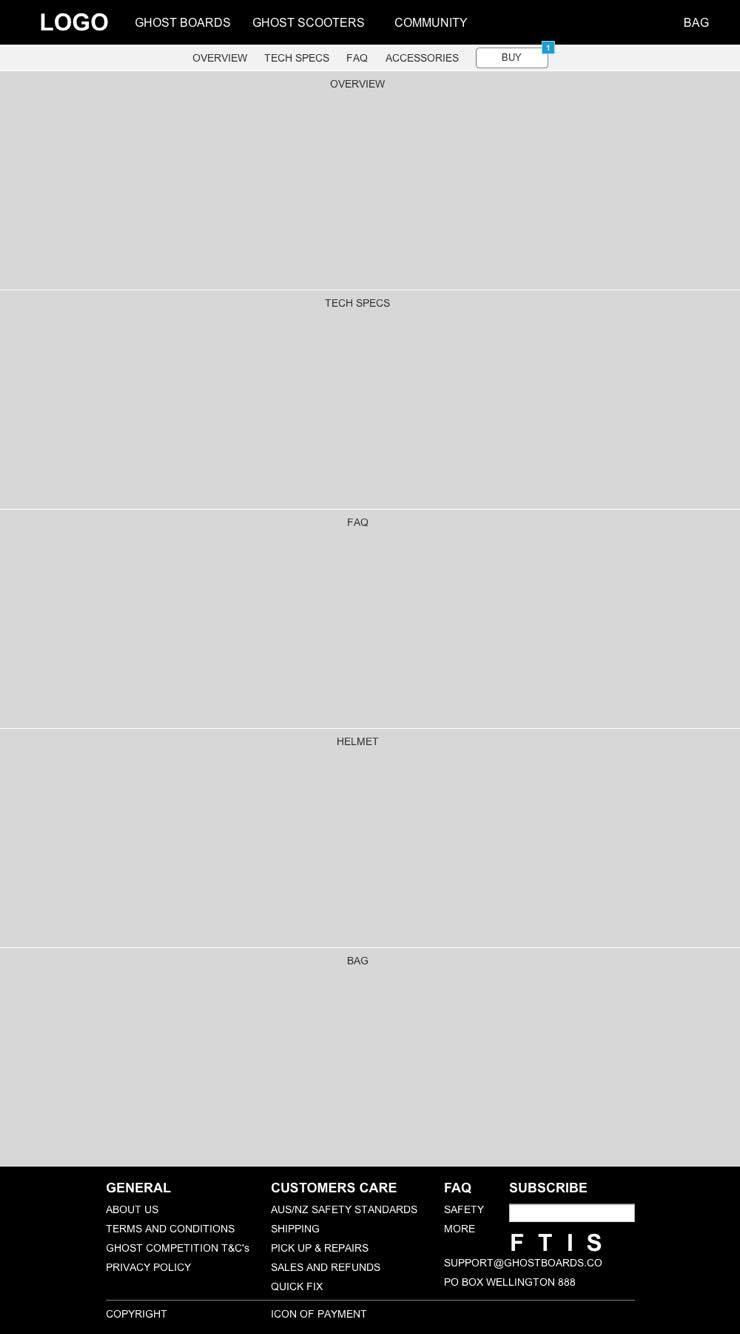 LOGO GHOST BOARDS GHOST SCOOTERS COMMUNITY BAG
OVERVIEW TECH SPECS FAQ ACCESSORIES BUY 1
OVERVIEW
TECH SPECS
FAQ
HELMET
BAG
GENERAL CUSTOMERS CARE FAQ SUBSCRIBE
ABOUT US AUS/NZ SAFETY STANDARDS SAFETY
TERMS AND CONDITIONS SHIPPING MORE
F T I S
GHOST COMPETITION T&C's PICK UP & REPAIRS
SUPPORT@GHOSTBOARDS.CO
PRIVACY POLICY SALES AND REFUNDS
PO BOX WELLINGTON 888
QUICK FIX
COPYRIGHT ICON OF PAYMENT